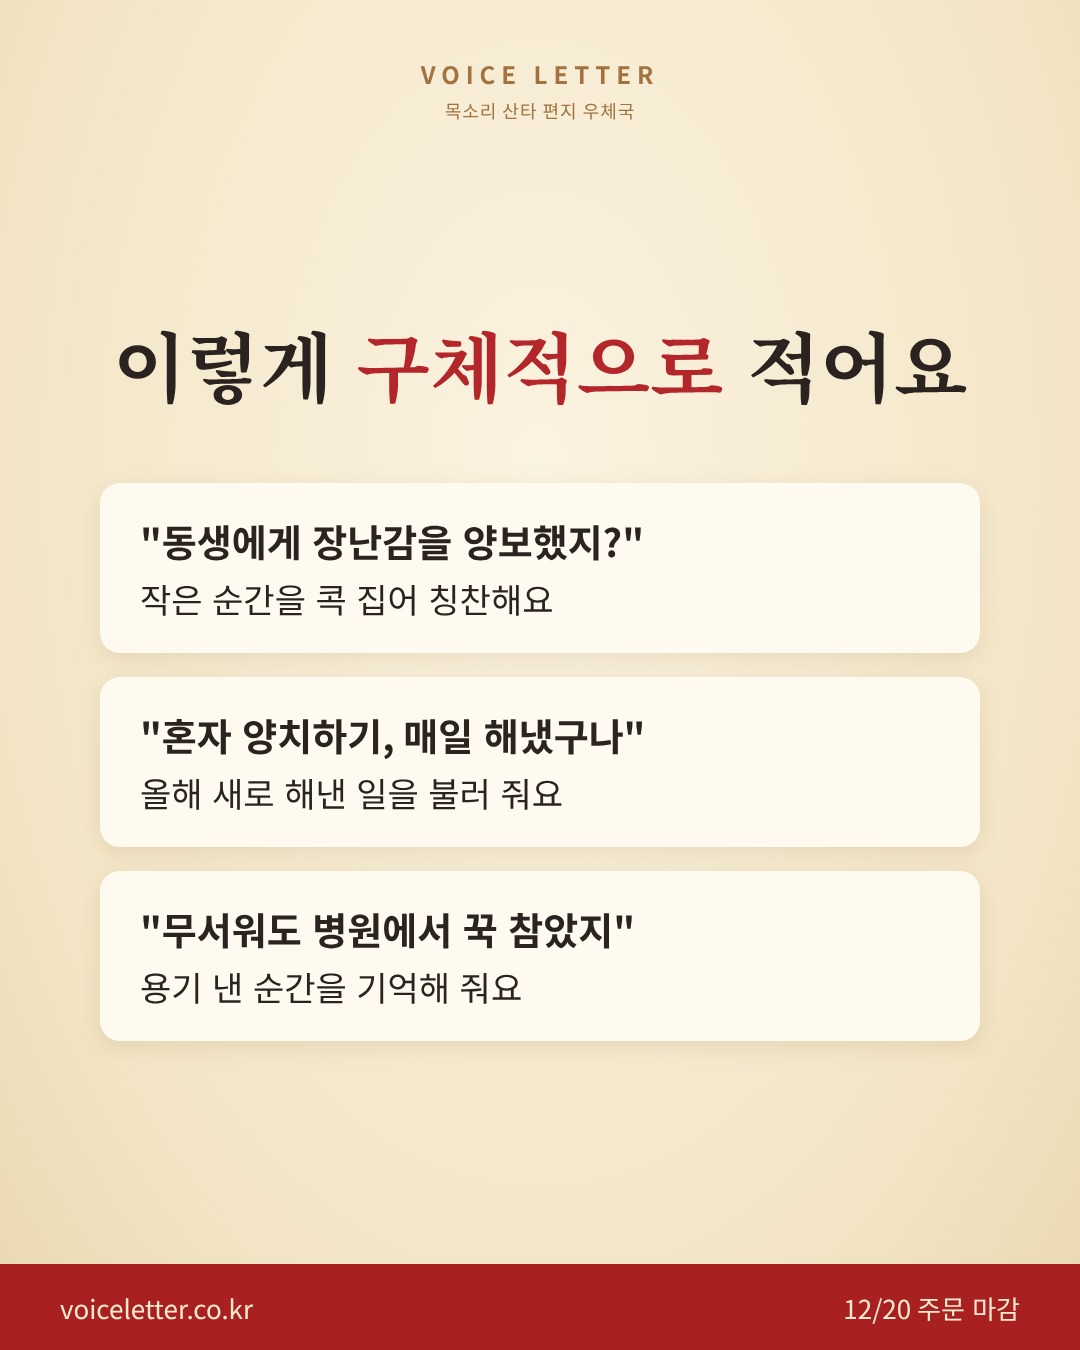 VOICE LETTER
목소리 산타 편지 우체국
이렇게 구체적으로 적어요
"동생에게 장난감을 양보했지?"
작은 순간을 콕 집어 칭찬해요
"혼자 양치하기, 매일 해냈구나"
올해 새로 해낸 일을 불러 줘요
"무서워도 병원에서 꾹 참았지"
용기 낸 순간을 기억해 줘요
voiceletter.co.kr
12/20 주문 마감